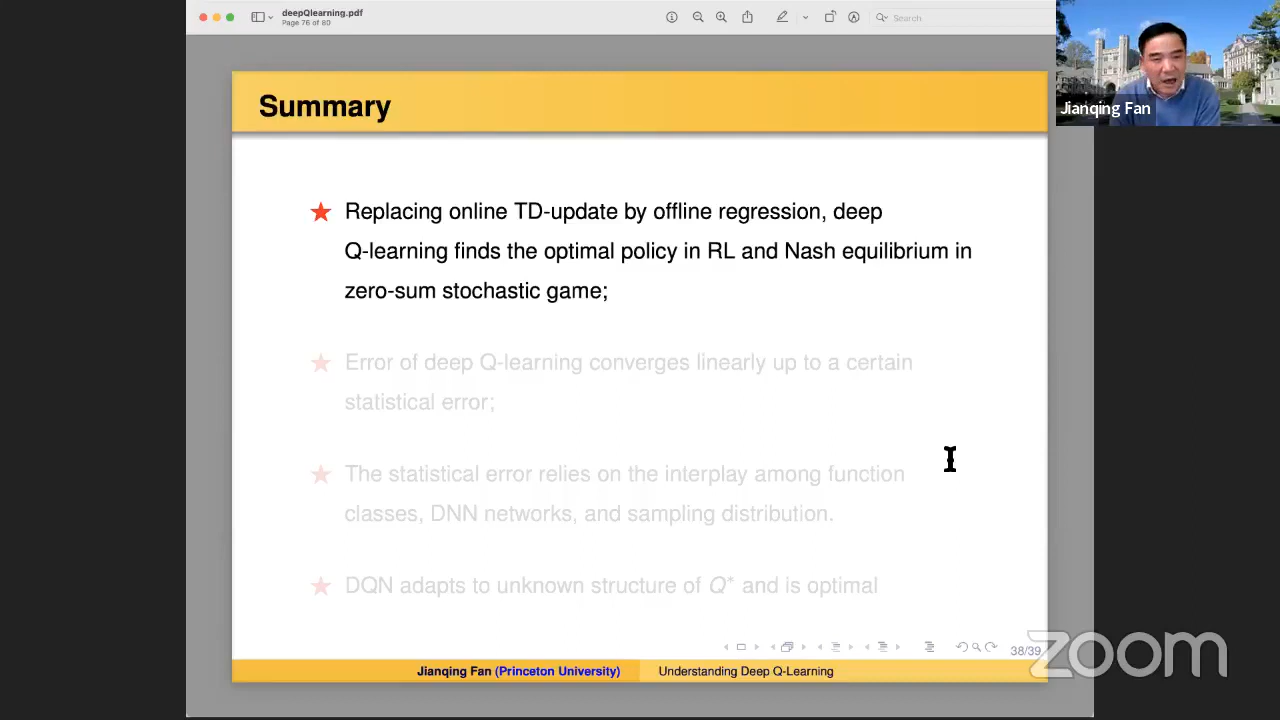 deepQlearning.pdf
Page 76 of 80
Search
Jianqing Fan
Summary
Replacing online TD-update by offline regression, deep
Q-learning finds the optimal policy in RL and Nash equilibrium in
zero-sum stochastic game;
Error of deep Q-learning converges linearly up to a certain
statistical error;
The statistical error relies on the interplay among function
classes, DNN networks, and sampling distribution.
DQN adapts to unknown structure of Q* and is optimal
38/39
Jianqing Fan (Princeton University) Understanding Deep Q-Learning
zoom